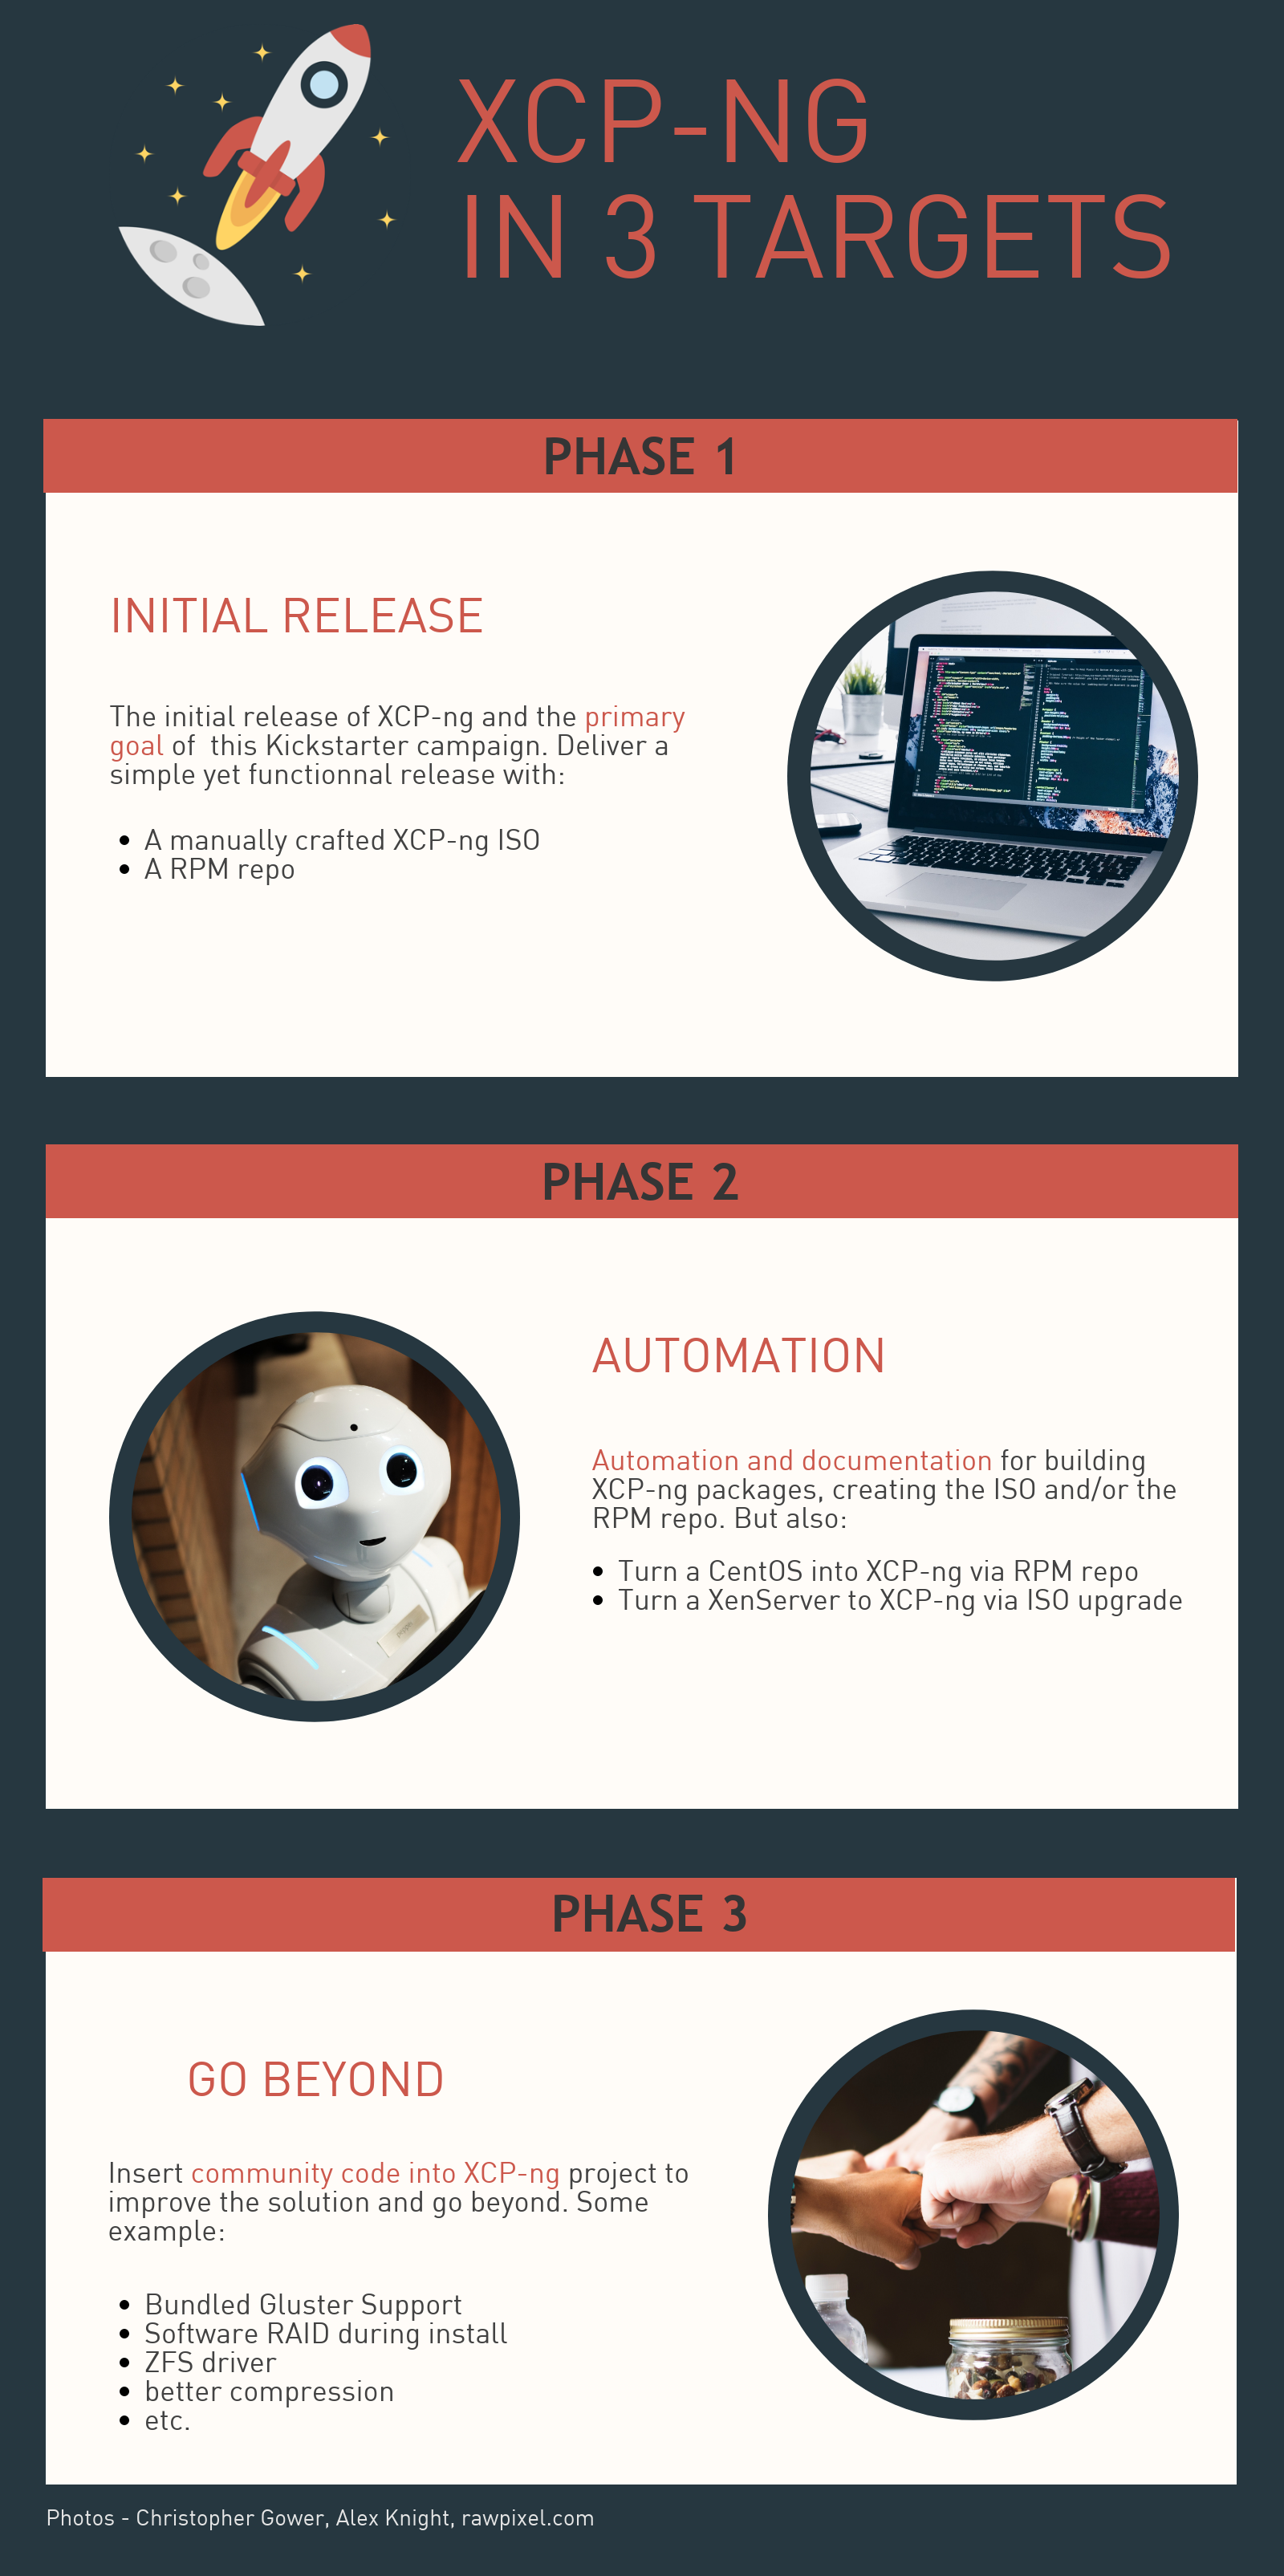 XCP-NG
IN 3 TARGETS
PHASE 1
INITIAL RELEASE
The initial release of XCP-ng and the primary
goal of  this Kickstarter campaign. Deliver a
simple yet functionnal release with:
• A manually crafted XCP-ng ISO
• A RPM repo
PHASE 2
AUTOMATION
Automation and documentation for building
XCP-ng packages, creating the ISO and/or the
RPM repo. But also:
• Turn a CentOS into XCP-ng via RPM repo
• Turn a XenServer to XCP-ng via ISO upgrade
PHASE 3
GO BEYOND
Insert community code into XCP-ng project to
improve the solution and go beyond. Some
example:
• Bundled Gluster Support
• Software RAID during install
• ZFS driver
• better compression
• etc.
Photos - Christopher Gower, Alex Knight, rawpixel.com